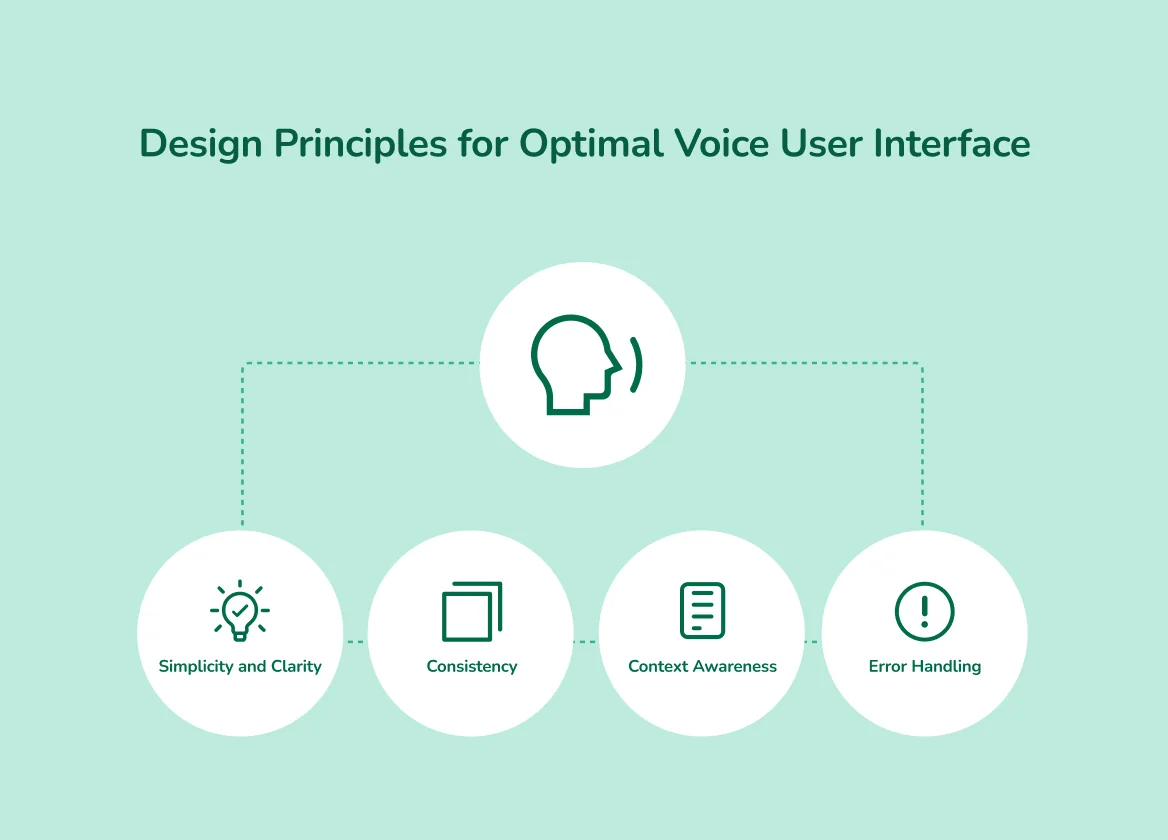 Design Principles for Optimal Voice User Interface
Simplicity and Clarity
Consistency
Context Awareness
Error Handling